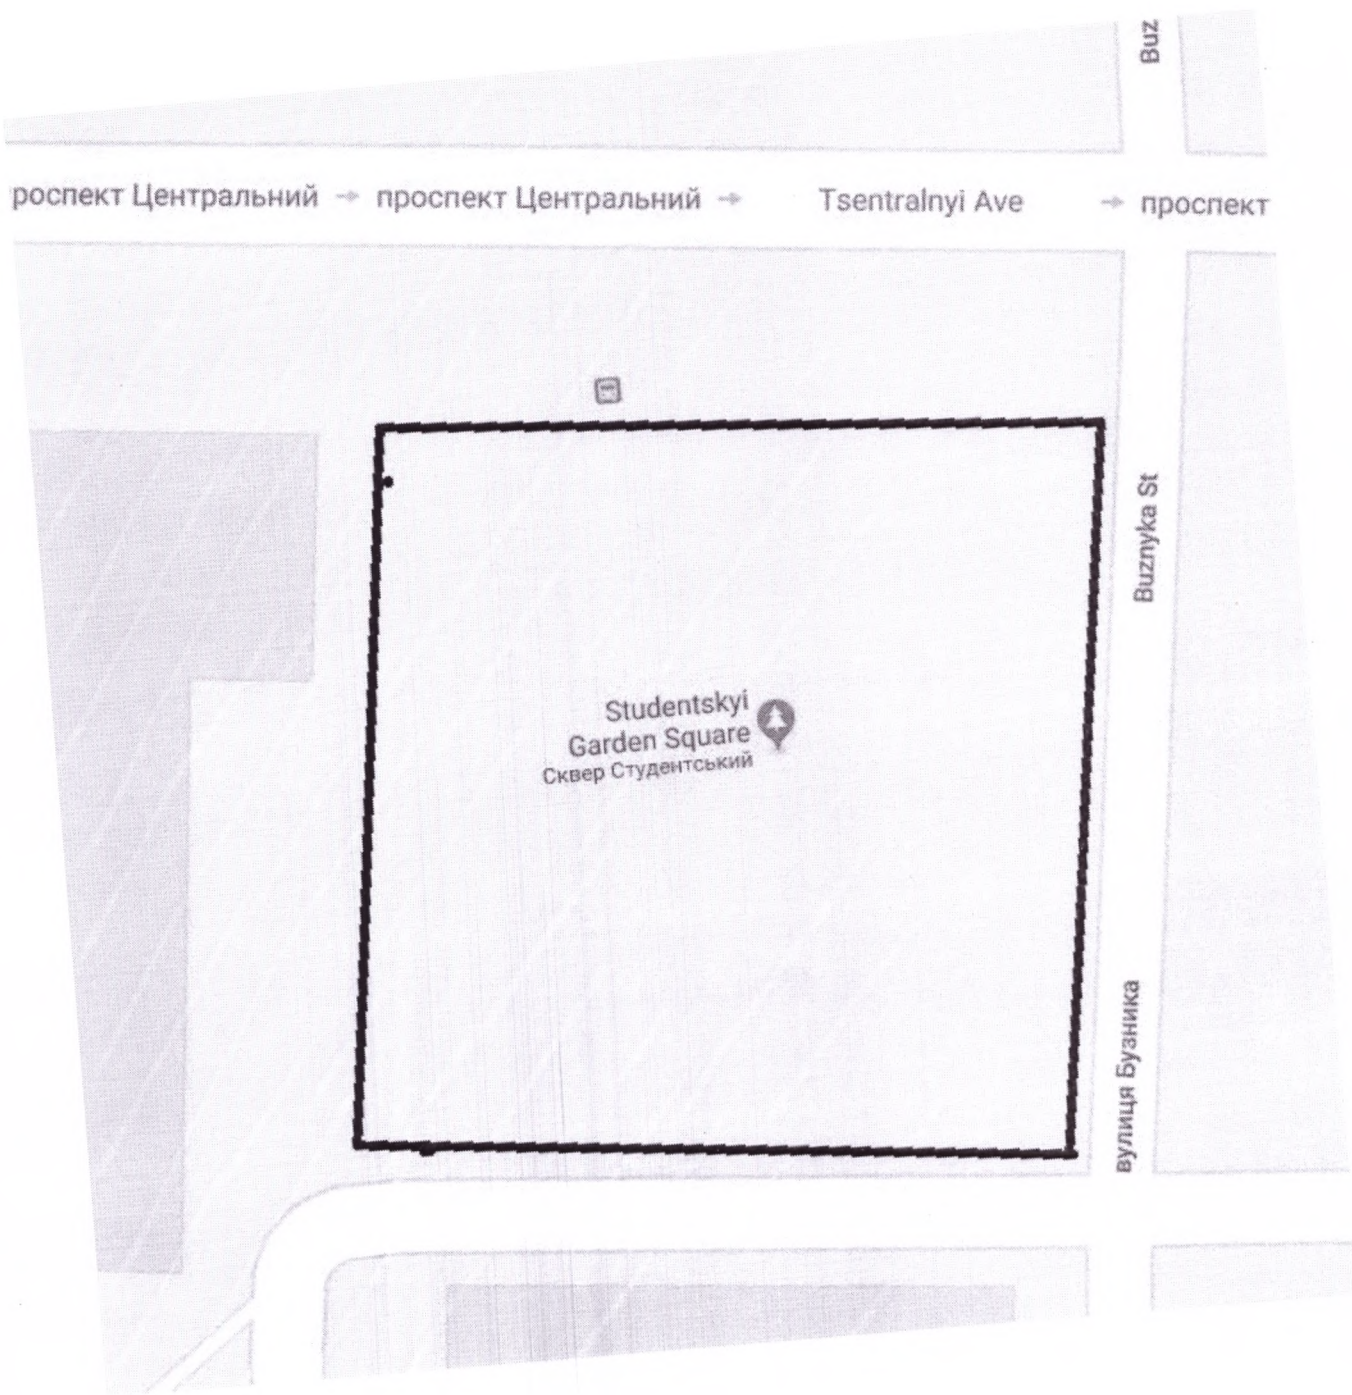 Buz
роспект Центральний → проспект Центральний → Tsentralnyi Ave → проспект
Buznyka St
Studentskyi
Garden Square
Сквер Студентський
вулиця Бузника